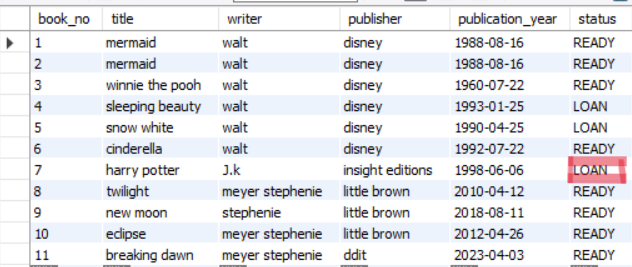 book_no title writer publisher publication_year status
1 mermaid walt disney 1988-08-16 READY
2 mermaid walt disney 1988-08-16 READY
3 winnie the pooh walt disney 1960-07-22 READY
4 sleeping beauty walt disney 1993-01-25 LOAN
5 snow white walt disney 1990-04-25 LOAN
6 cinderella walt disney 1992-07-22 READY
7 harry potter J.k insight editions 1998-06-06 LOAN
8 twilight meyer stephenie little brown 2010-04-12 READY
9 new moon stephenie little brown 2018-08-11 READY
10 eclipse meyer stephenie little brown 2012-04-26 READY
11 breaking dawn meyer stephenie ddit 2023-04-03 READY